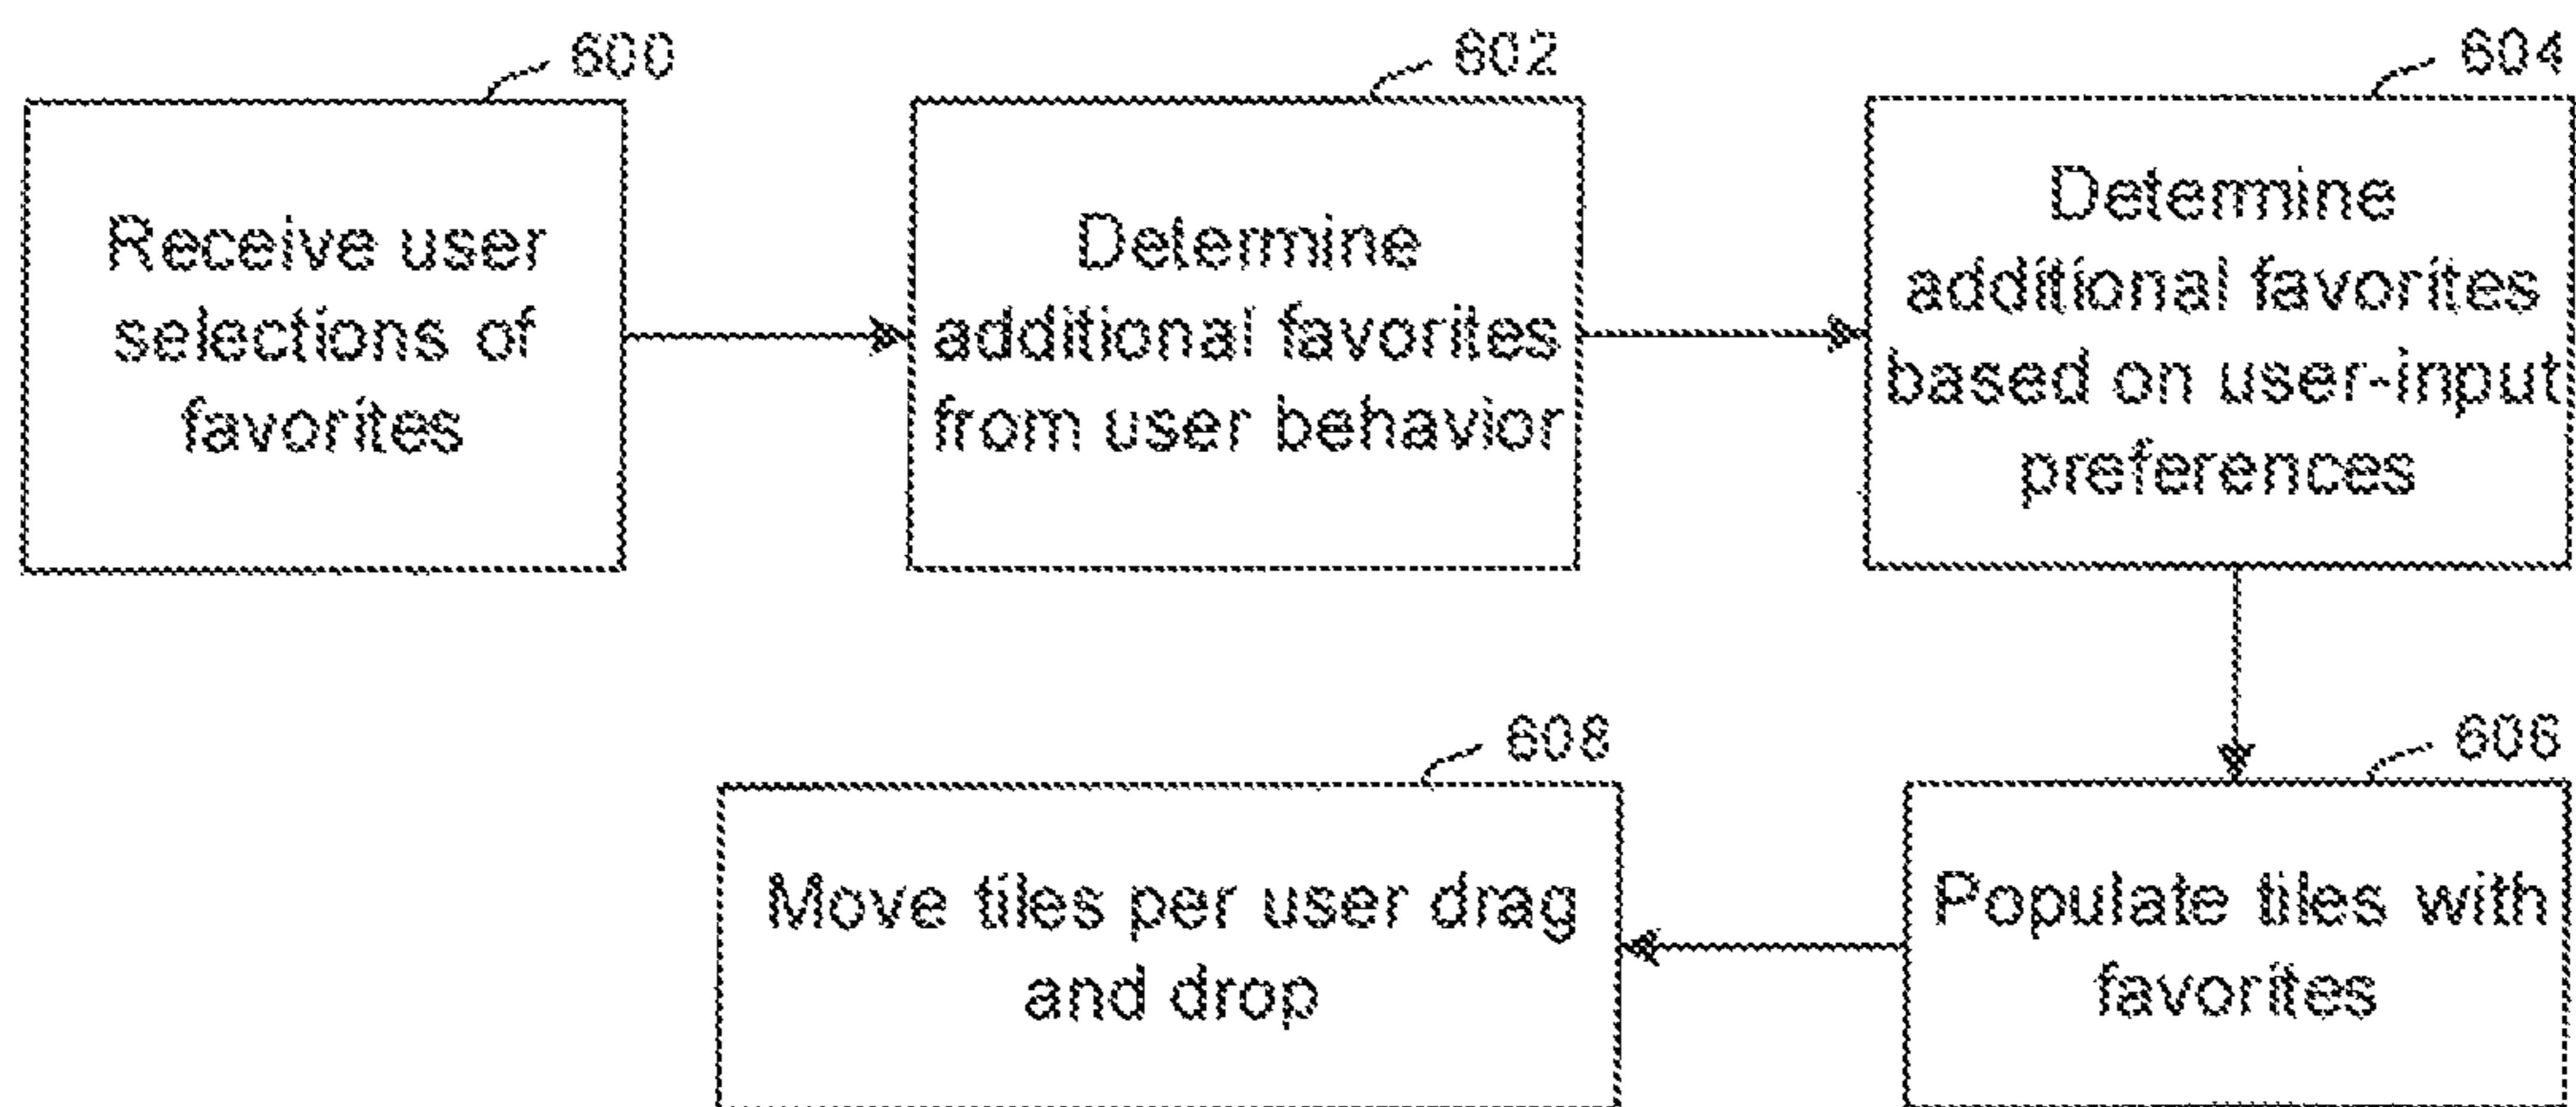 600
Receive user
selections of
favorites
602
Determine
additional favorites
from user behavior
604
Determine
additional favorites
based on user-input
preferences
606
Populate tiles with
favorites
608
Move tiles per user drag
and drop